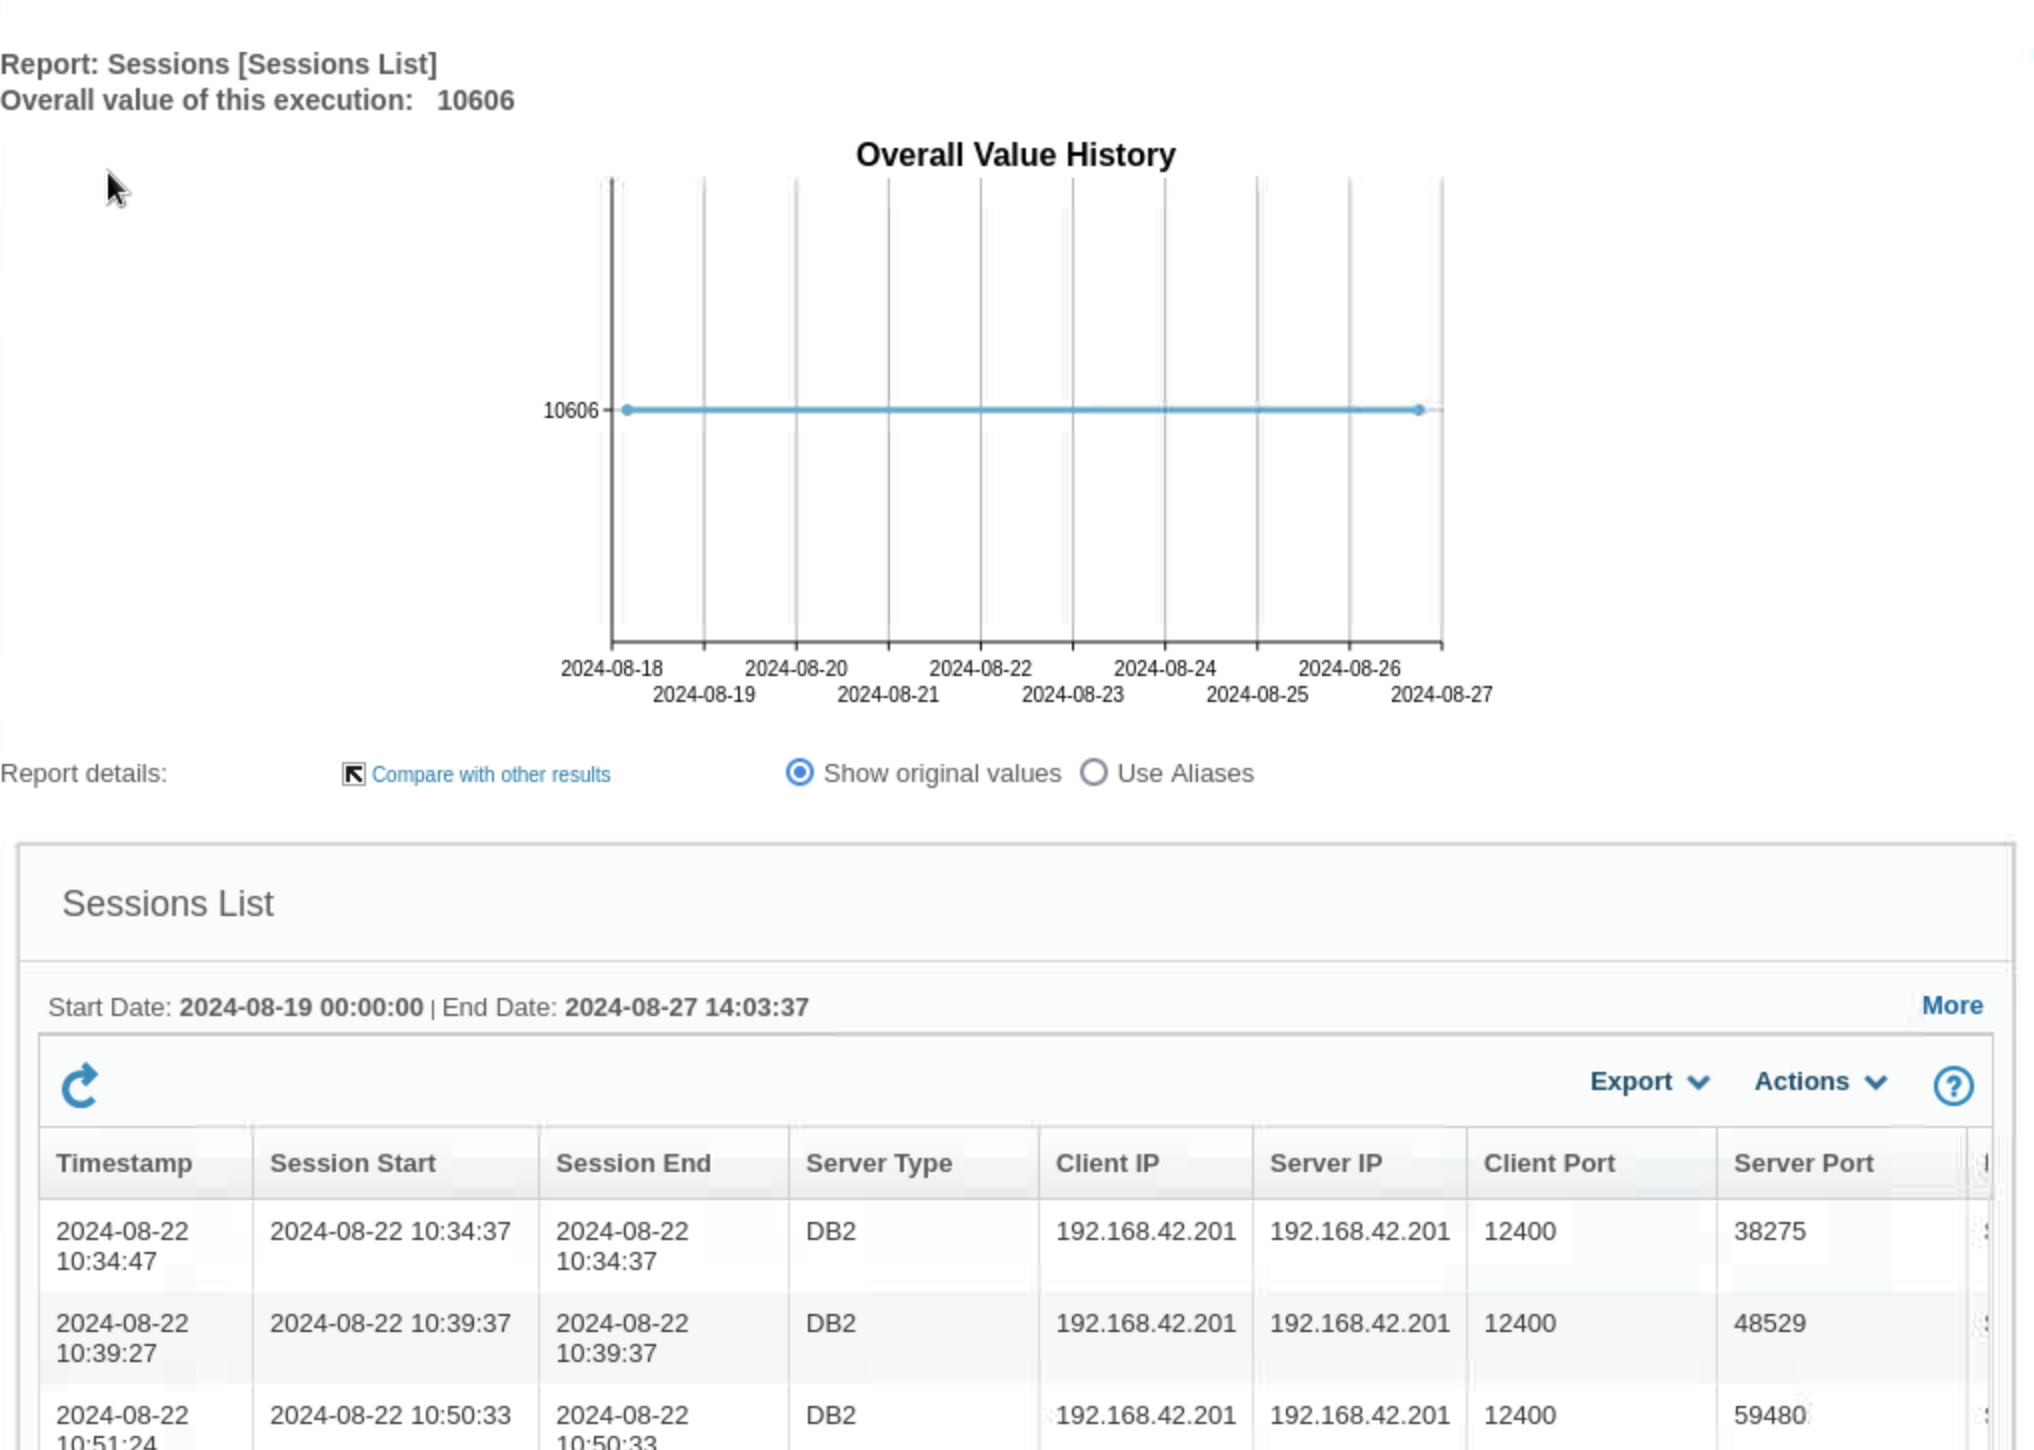 Report: Sessions [Sessions List]
Overall value of this execution: 10606
Overall Value History
10606
2024-08-18 2024-08-20 2024-08-22 2024-08-24 2024-08-26
2024-08-19 2024-08-21 2024-08-23 2024-08-25 2024-08-27
Report details: Compare with other results Show original values Use Aliases
Sessions List
Start Date: 2024-08-19 00:00:00 | End Date: 2024-08-27 14:03:37 More
Export Actions ?
Timestamp Session Start Session End Server Type Client IP Server IP Client Port Server Port
2024-08-22 2024-08-22 10:34:37 2024-08-22 DB2 192.168.42.201 192.168.42.201 12400 38275
10:34:47 10:34:37
2024-08-22 2024-08-22 10:39:37 2024-08-22 DB2 192.168.42.201 192.168.42.201 12400 48529
10:39:27 10:39:37
2024-08-22 2024-08-22 10:50:33 2024-08-22 DB2 192.168.42.201 192.168.42.201 12400 59480
10:51:24 10:50:33